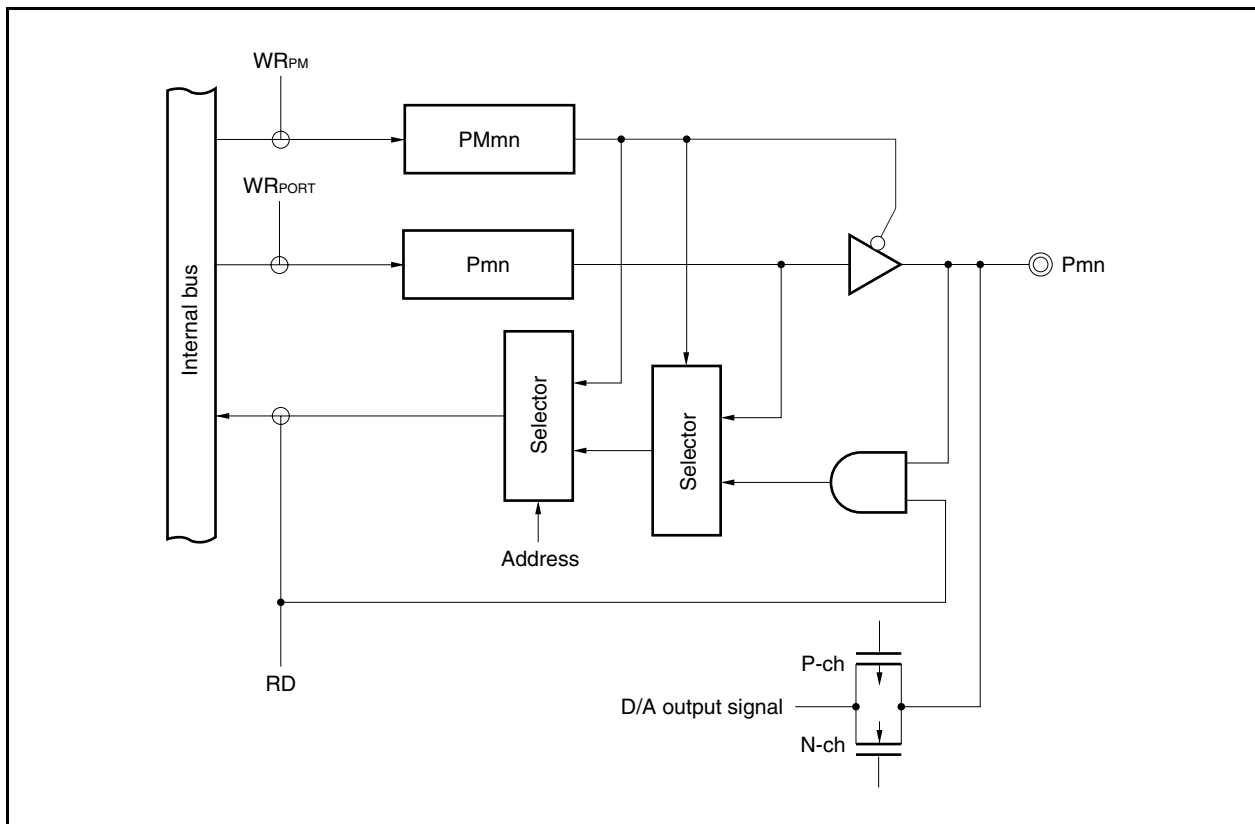 WRPM
PMmn
WRPORT
Pmn
Pmn
Internal bus
Selector
Selector
Address
RD
P-ch
D/A output signal
N-ch